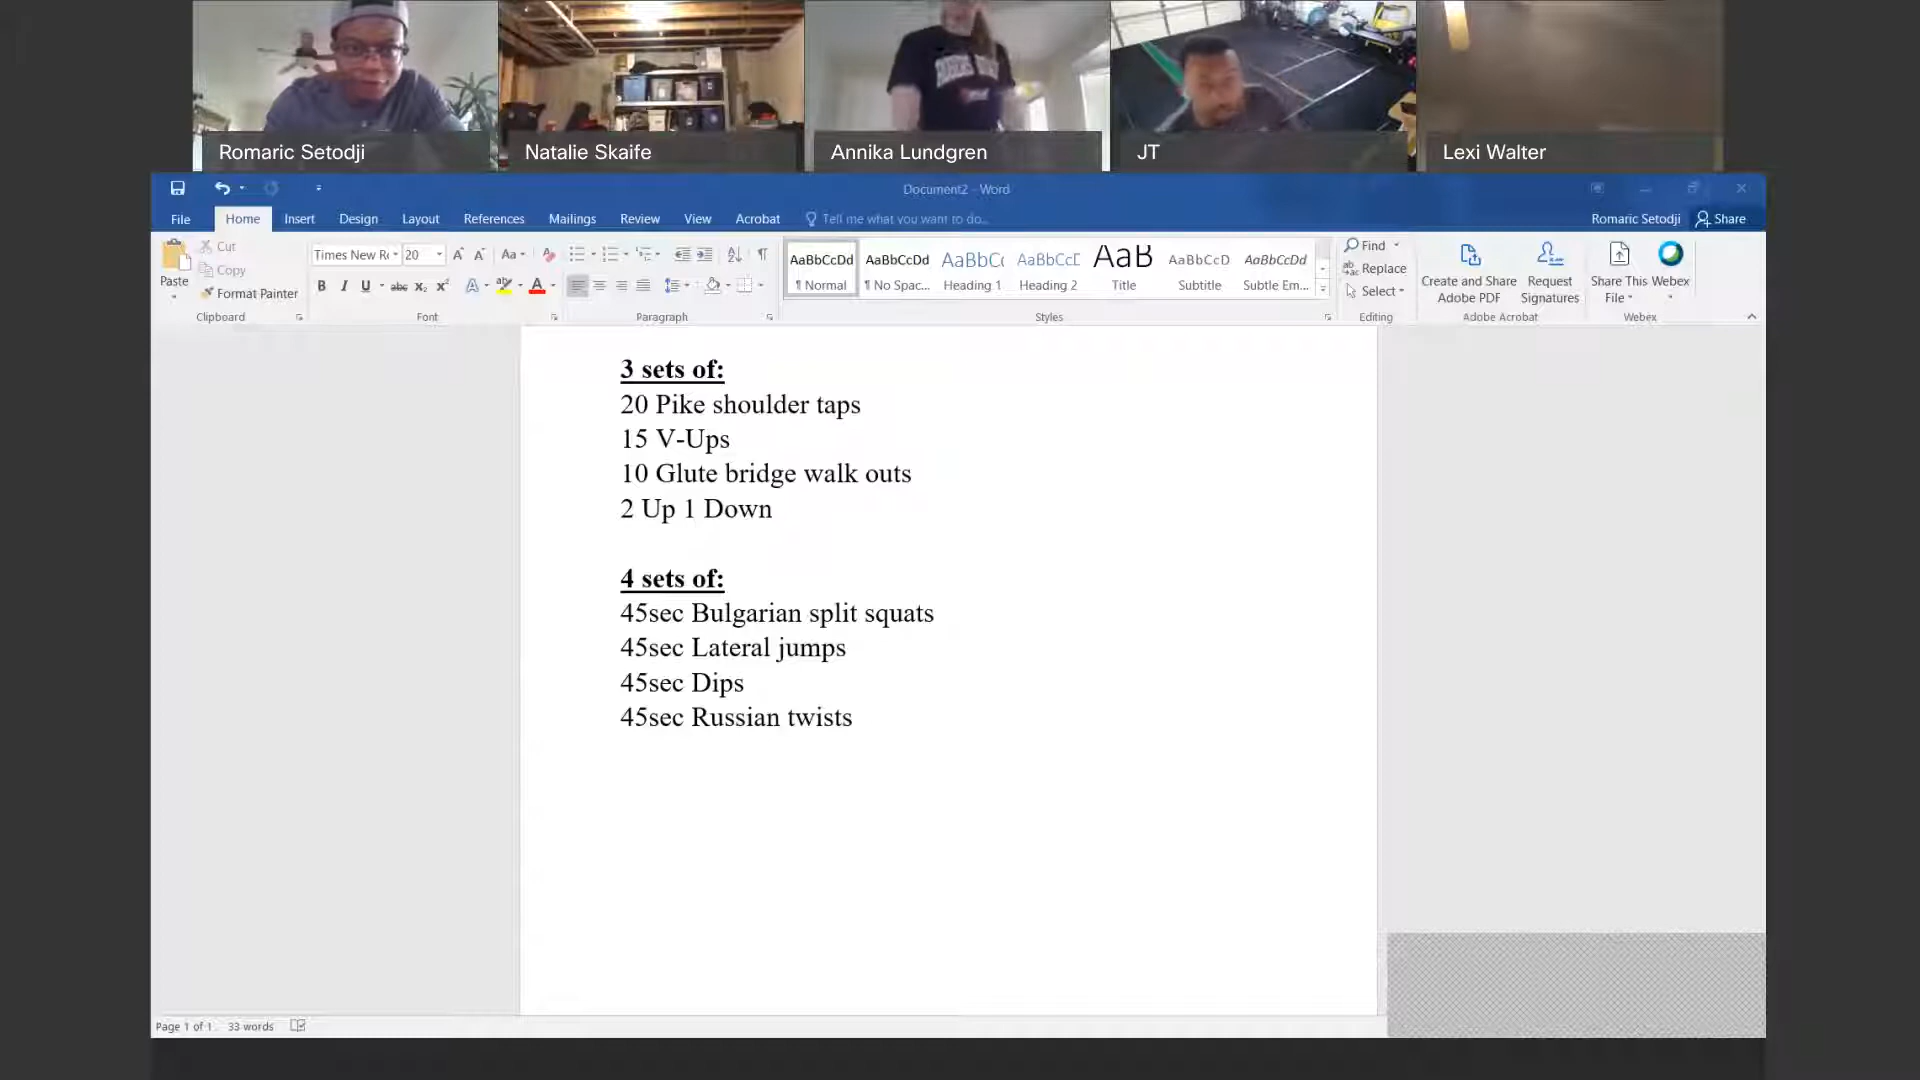 Romaric Setodji
Natalie Skaife
Annika Lundgren
JT
Lexi Walter
Document2 - Word
File Home Insert Design Layout References Mailings Review View Acrobat Tell me what you want to do... Romaric Setodji Share
Paste
Cut
Copy
Format Painter
Clipboard
Times New Ro 20
Font
Paragraph
AaBbCcDd AaBbCcDd AaBbCc AaBbCcD AaB AaBbCcD AaBbCcDd
¶ Normal ¶ No Spac... Heading 1 Heading 2 Title Subtitle Subtle Em...
Styles
Find
Replace
Select
Editing
Create and Share
Adobe PDF
Request
Signatures
Adobe Acrobat
Share This
File
Webex
Webex
3 sets of:
20 Pike shoulder taps
15 V-Ups
10 Glute bridge walk outs
2 Up 1 Down
4 sets of:
45sec Bulgarian split squats
45sec Lateral jumps
45sec Dips
45sec Russian twists
Page 1 of 1 33 words